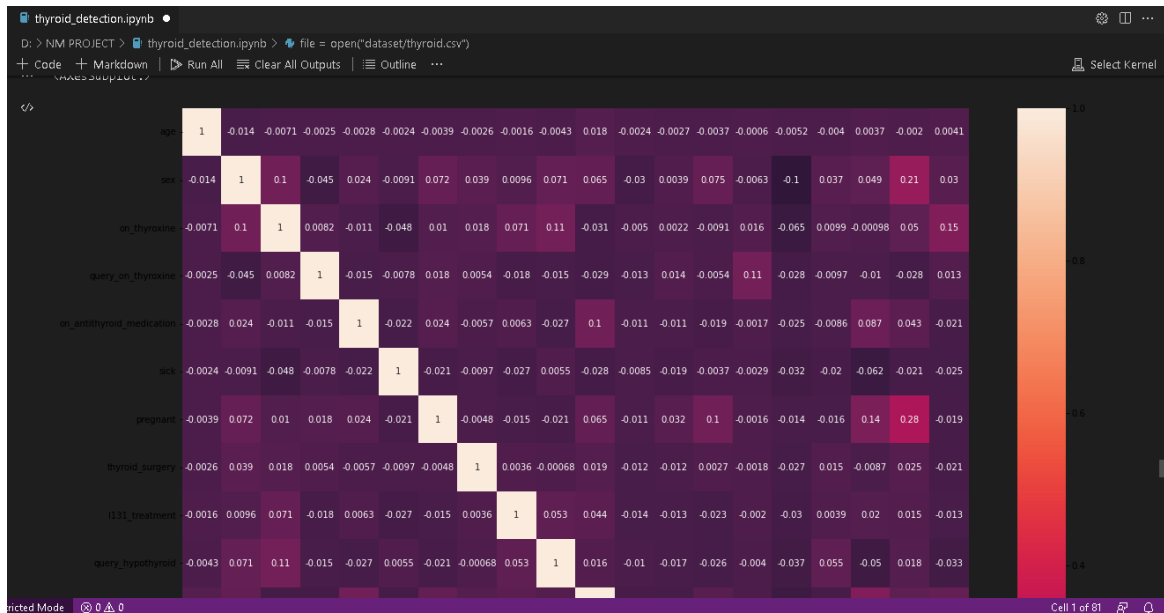 thyroid_detection.ipynb ●
D: > NM PROJECT > thyroid_detection.ipynb > file = open("dataset/thyroid.csv")
+ Code + Markdown | Run All Clear All Outputs | Outline ··· Select Kernel
... <AxesSubplot:>
</>
age 1 -0.014 -0.0071 -0.0025 -0.0028 -0.0024 -0.0039 -0.0026 -0.0016 -0.0043 0.018 -0.0024 -0.0027 -0.0037 -0.0006 -0.0052 -0.004 0.0037 -0.002 0.0041
1.0
sex -0.014 1 0.1 -0.045 0.024 -0.0091 0.072 0.039 0.0096 0.071 0.065 -0.03 0.0039 0.075 -0.0063 -0.1 0.037 0.049 0.21 0.03
on_thyroxine -0.0071 0.1 1 0.0082 -0.011 -0.048 0.01 0.018 0.071 0.11 -0.031 -0.005 0.0022 -0.0091 0.016 -0.065 0.0099 -0.00098 0.05 0.15
0.8
query_on_thyroxine -0.0025 -0.045 0.0082 1 -0.015 -0.0078 0.018 0.0054 -0.018 -0.015 -0.029 -0.013 0.014 -0.0054 0.11 -0.028 -0.0097 -0.01 -0.028 0.013
on_antithyroid_medication -0.0028 0.024 -0.011 -0.015 1 -0.022 0.024 -0.0057 0.0063 -0.027 0.1 -0.011 -0.011 -0.019 -0.0017 -0.025 -0.0086 0.087 0.043 -0.021
sick -0.0024 -0.0091 -0.048 -0.0078 -0.022 1 -0.021 -0.0097 -0.027 0.0055 -0.028 -0.0085 -0.019 -0.0037 -0.0029 -0.032 -0.02 -0.062 -0.021 -0.025
0.6
pregnant -0.0039 0.072 0.01 0.018 0.024 -0.021 1 -0.0048 -0.015 -0.021 0.065 -0.011 0.032 0.1 -0.0016 -0.014 -0.016 0.14 0.28 -0.019
thyroid_surgery -0.0026 0.039 0.018 0.0054 -0.0057 -0.0097 -0.0048 1 0.0036 -0.00068 0.019 -0.012 -0.012 0.0027 -0.0018 -0.027 0.015 -0.0087 0.025 -0.021
I131_treatment -0.0016 0.0096 0.071 -0.018 0.0063 -0.027 -0.015 0.0036 1 0.053 0.044 -0.014 -0.013 -0.023 -0.002 -0.03 0.0039 0.02 0.015 -0.013
query_hypothyroid -0.0043 0.071 0.11 -0.015 -0.027 0.0055 -0.021 -0.00068 0.053 1 0.016 -0.01 -0.017 -0.026 -0.004 -0.037 0.055 -0.05 0.018 -0.033
0.4
ricted Mode 0 0 Cell 1 of 81